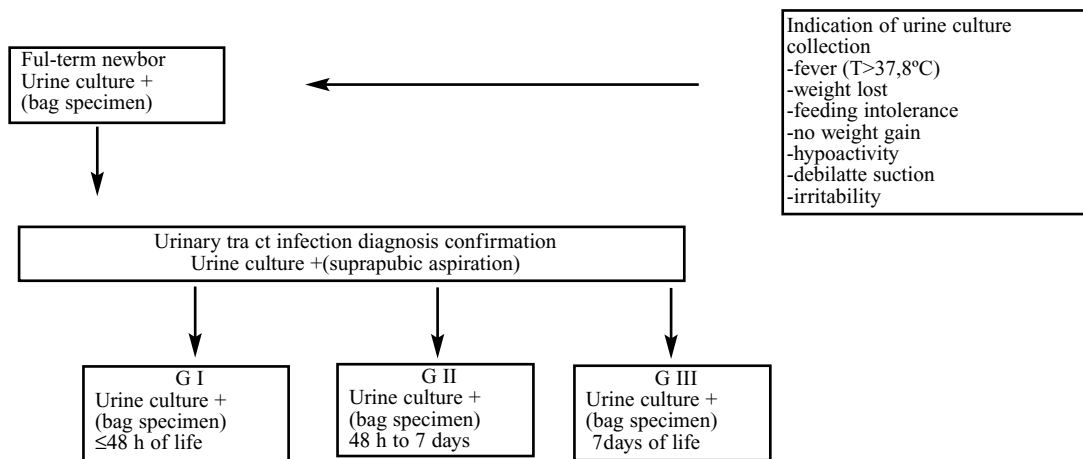 Ful-term newbor
Urine culture +
(bag specimen)
Indication of urine culture
collection
-fever (T>37,8ºC)
-weight lost
-feeding intolerance
-no weight gain
-hypoactivity
-debilatte suction
-irritability
Urinary tra ct infection diagnosis confirmation
Urine culture +(suprapubic aspiration)
G I
Urine culture +
(bag specimen)
≤48 h of life
G II
Urine culture +
(bag specimen)
48 h to 7 days
G III
Urine culture +
(bag specimen)
7days of life